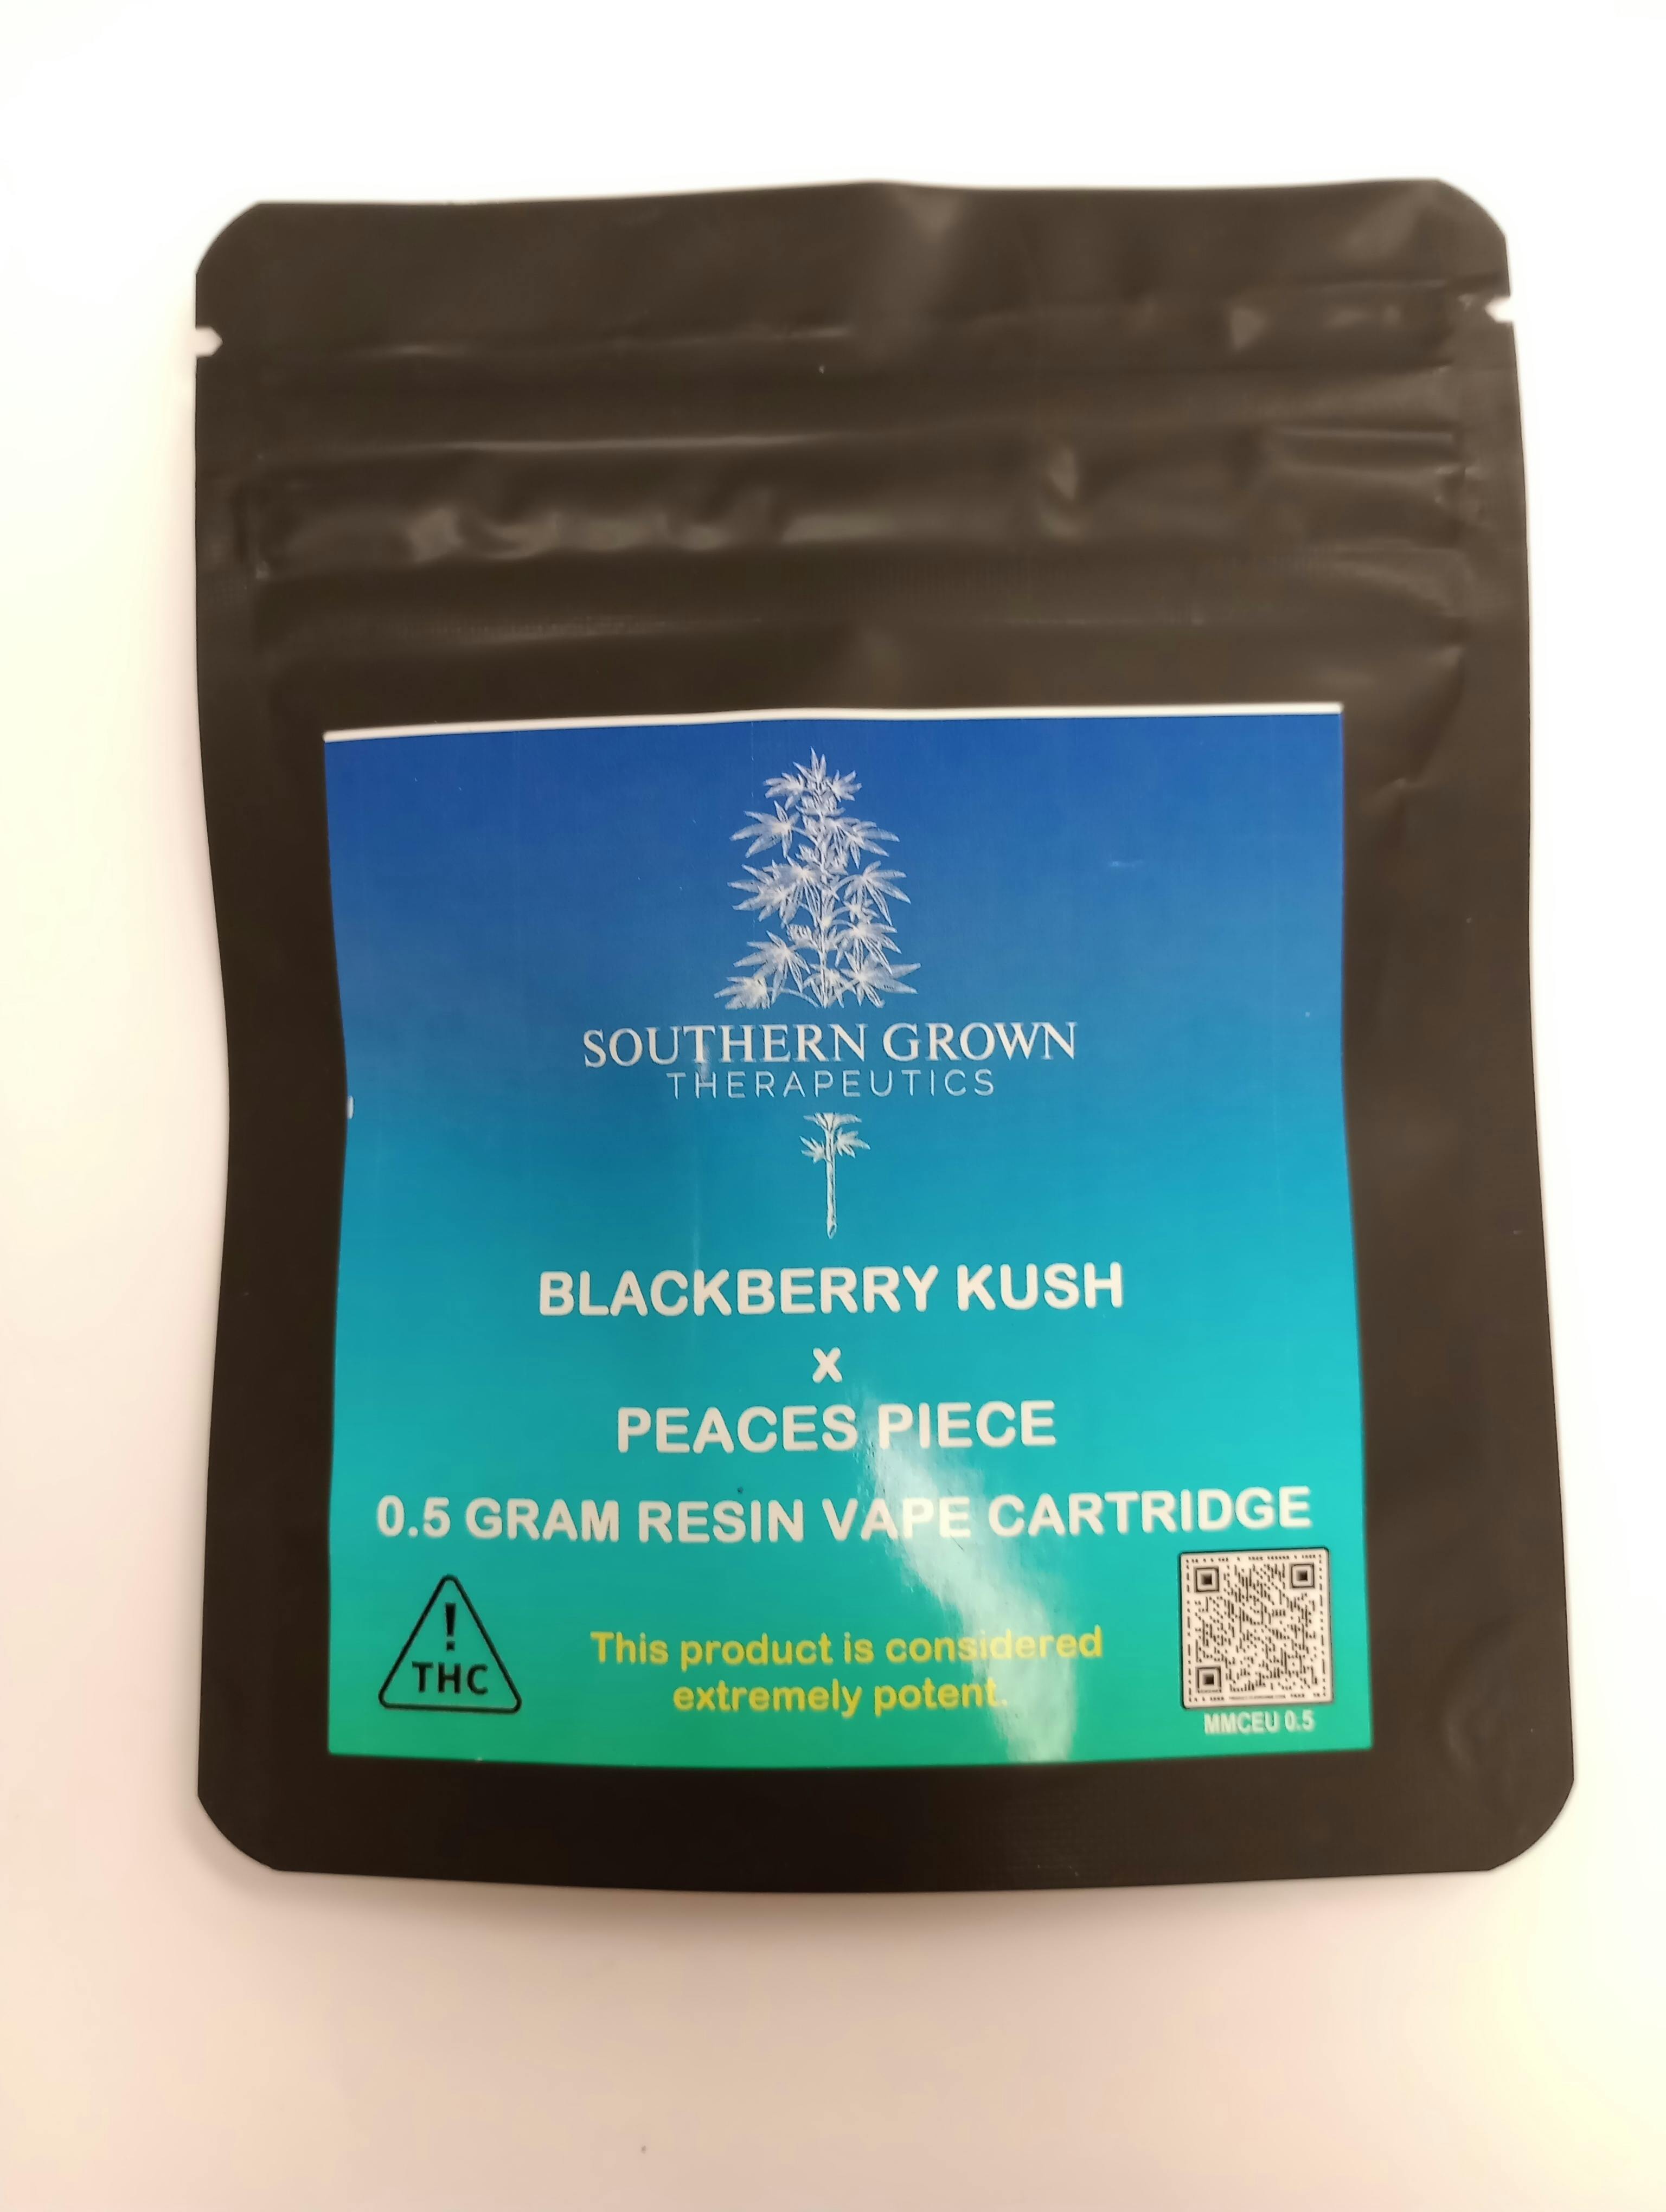 SOUTHERN GROWN
THERAPEUTICS
BLACKBERRY KUSH
x
PEACES PIECE
0.5 GRAM RESIN VAPE CARTRIDGE
!
THC
This product is considered
extremely potent.
MMCEU 0.5